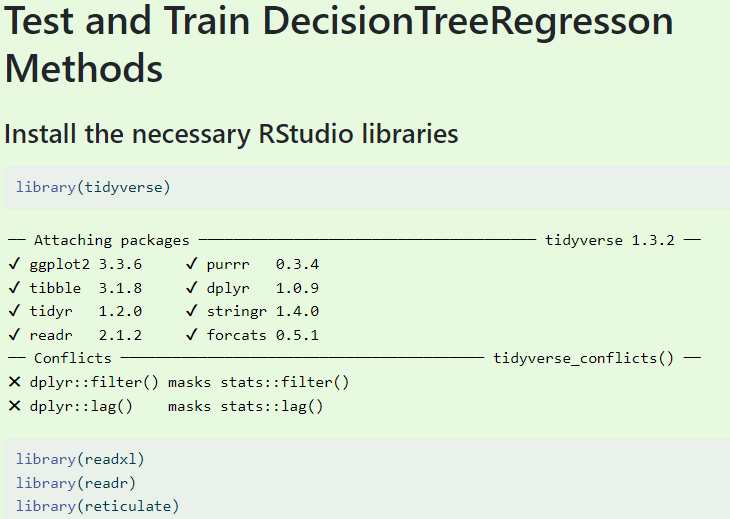 Test and Train DecisionTreeRegresson
Methods
Install the necessary RStudio libraries
library(tidyverse)
── Attaching packages ─────────────────────────────────────── tidyverse 1.3.2 ──
✔ ggplot2 3.3.6     ✔ purrr   0.3.4
✔ tibble  3.1.8     ✔ dplyr   1.0.9
✔ tidyr   1.2.0     ✔ stringr 1.4.0
✔ readr   2.1.2     ✔ forcats 0.5.1
── Conflicts ────────────────────────────────────────── tidyverse_conflicts() ──
✖ dplyr::filter() masks stats::filter()
✖ dplyr::lag()    masks stats::lag()
library(readxl)
library(readr)
library(reticulate)